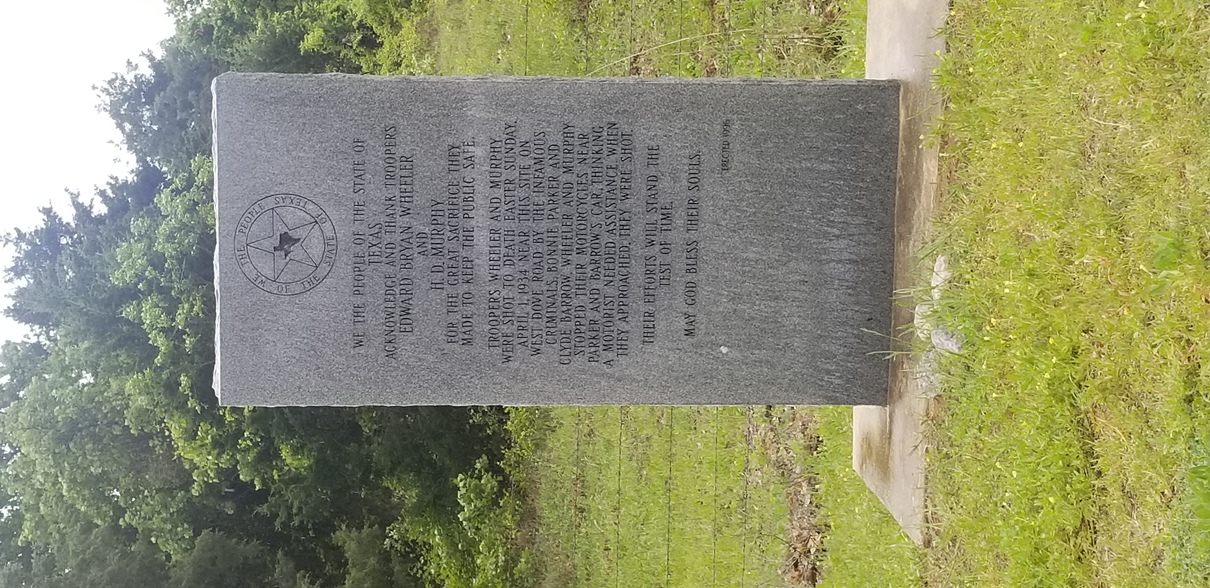 WE THE PEOPLE OF THE STATE OF TEXAS
WE THE PEOPLE OF THE STATE OF
TEXAS
ACKNOWLEDGE AND THANK TROOPERS
EDWARD BRYAN WHEELER
AND
H. D. MURPHY
FOR THE GREAT SACRIFICE THEY
MADE TO KEEP THE PUBLIC SAFE.
TROOPERS WHEELER AND MURPHY
WERE SHOT TO DEATH EASTER SUNDAY,
APRIL 1, 1934 NEAR THIS SITE ON
WEST DOVE ROAD BY THE INFAMOUS
CRIMINALS, BONNIE PARKER AND
CLYDE BARROW. WHEELER AND MURPHY
STOPPED THEIR MOTORCYCLES NEAR
PARKER AND BARROW'S CAR THINKING
A MOTORIST NEEDED ASSISTANCE. WHEN
THEY APPROACHED, THEY WERE SHOT.
THEIR EFFORTS WILL STAND THE
TEST OF TIME.
MAY GOD BLESS THEIR SOULS.
ERECTED 1996